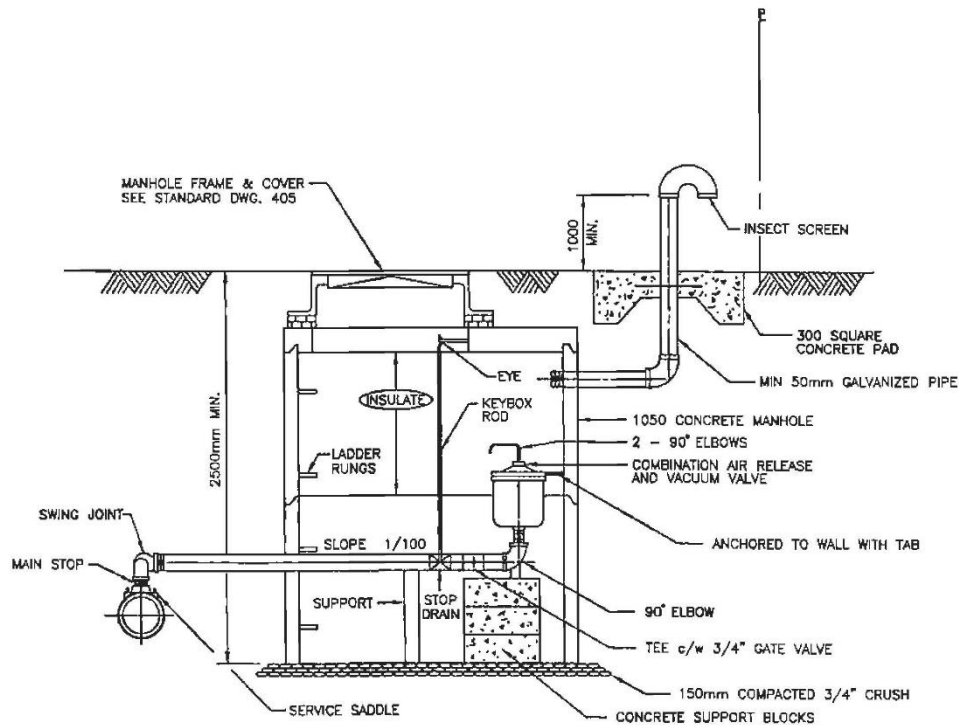 P
MANHOLE FRAME & COVER
SEE STANDARD DWG. 405
1000
MIN.
INSECT SCREEN
300 SQUARE
CONCRETE PAD
MIN 50mm GALVANIZED PIPE
EYE
INSULATE
KEYBOX
ROD
1050 CONCRETE MANHOLE
2 - 90° ELBOWS
COMBINATION AIR RELEASE
AND VACUUM VALVE
2500mm MIN.
LADDER
RUNGS
SWING JOINT
SLOPE 1/100
ANCHORED TO WALL WITH TAB
MAIN STOP
SUPPORT
STOP
DRAIN
90° ELBOW
TEE c/w 3/4" GATE VALVE
150mm COMPACTED 3/4" CRUSH
SERVICE SADDLE
CONCRETE SUPPORT BLOCKS